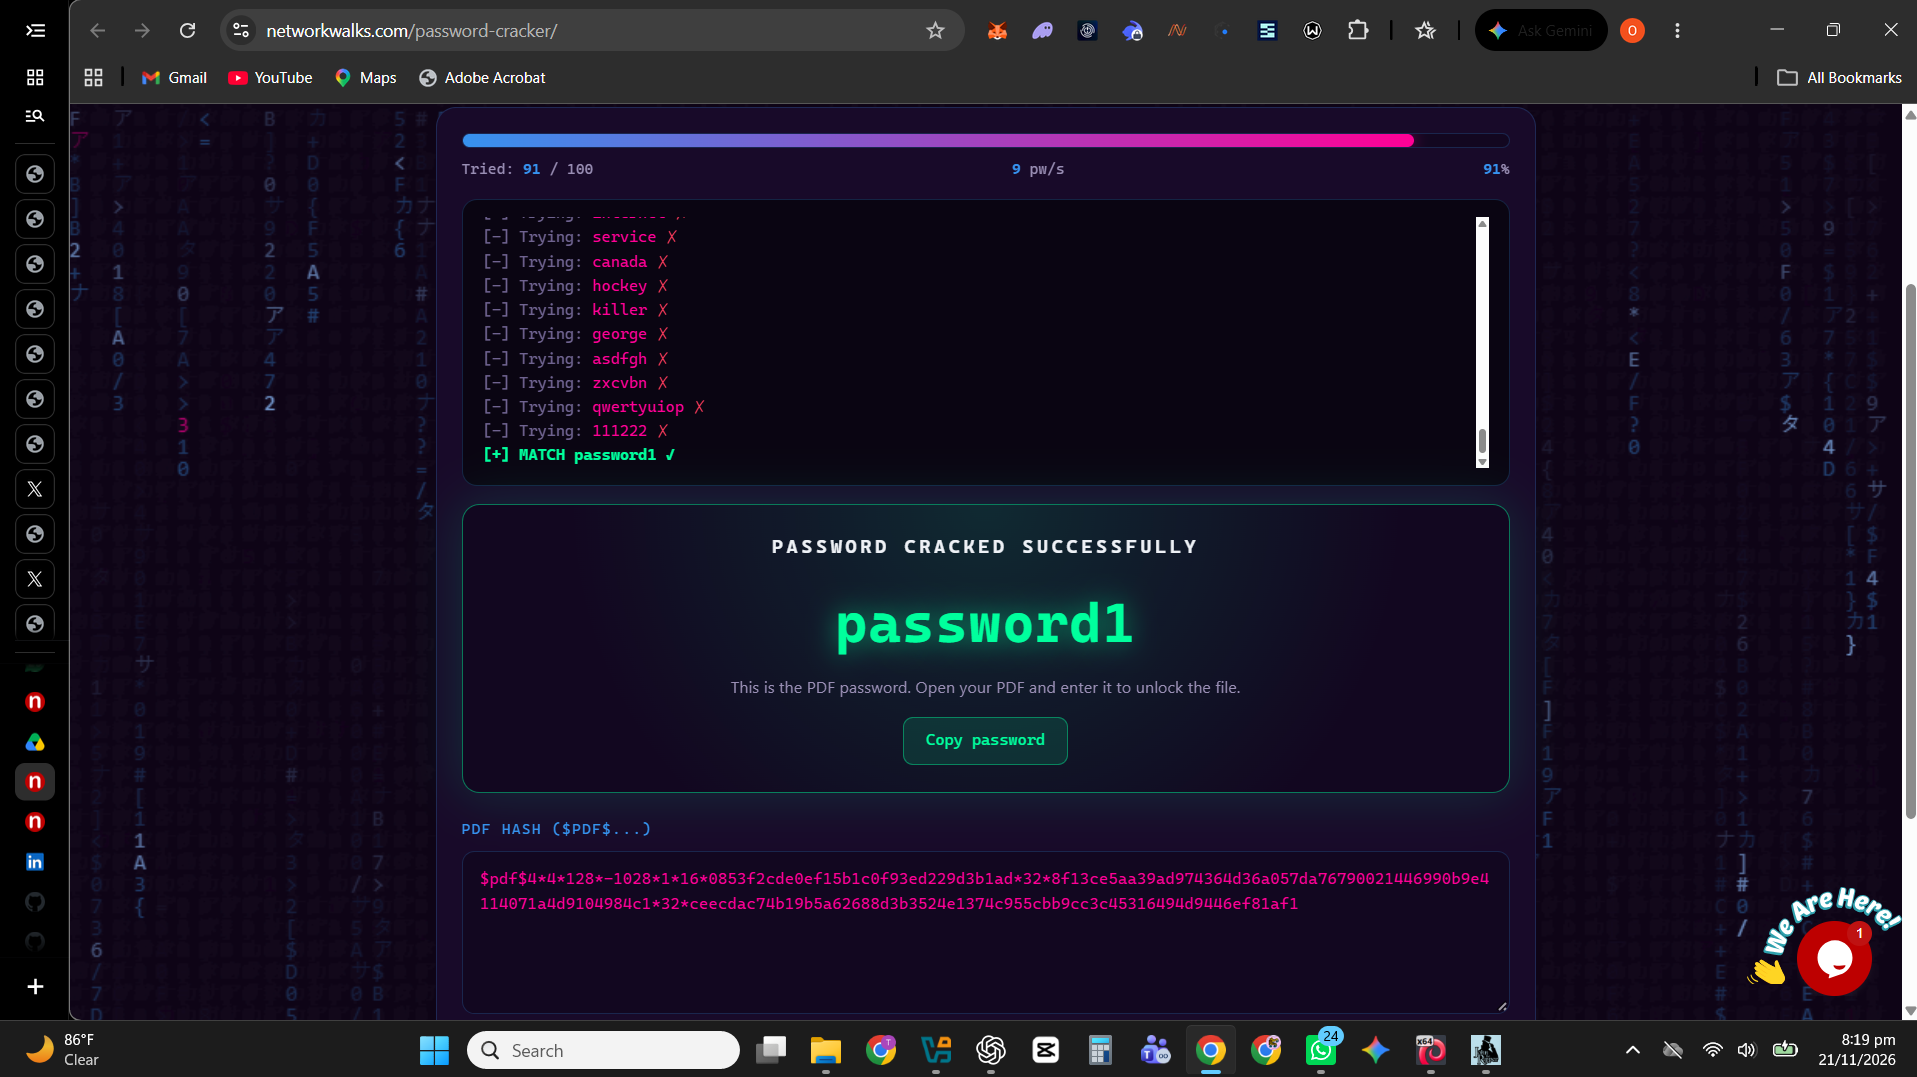 networkwalks.com/password-cracker/
Ask Gemini
O
Gmail
YouTube
Maps
Adobe Acrobat
All Bookmarks
Tried: 91 / 100
9 pw/s
91%
[-] Trying: service ✗
[-] Trying: canada ✗
[-] Trying: hockey ✗
[-] Trying: killer ✗
[-] Trying: george ✗
[-] Trying: asdfgh ✗
[-] Trying: zxcvbn ✗
[-] Trying: qwertyuiop ✗
[-] Trying: 111222 ✗
[+] MATCH password1 ✓
PASSWORD CRACKED SUCCESSFULLY
password1
This is the PDF password. Open your PDF and enter it to unlock the file.
Copy password
PDF HASH ($PDF$...)
$pdf$4*4*128*-1028*1*16*0853f2cde0ef15b1c0f93ed229d3b1ad*32*8f13ce5aa39ad974364d36a057da76790021446990b9e4
114071a4d9104984c1*32*ceecdac74b19b5a62688d3b3524e1374c955cbb9cc3c45316494d9446ef81af1
We Are Here!
1
86°F
Clear
Search
24
8:19 pm
21/11/2026